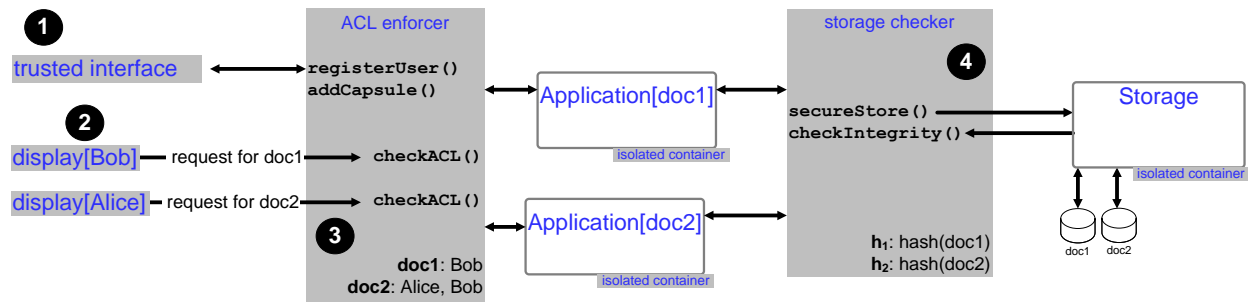 1
trusted interface
2
display[Bob]
request for doc1
display[Alice]
request for doc2
ACL enforcer
registerUser()
addCapsule()
checkACL()
checkACL()
3
doc1: Bob
doc2: Alice, Bob
Application[doc1]
isolated container
Application[doc2]
isolated container
storage checker
4
secureStore()
checkIntegrity()
h₁: hash(doc1)
h₂: hash(doc2)
Storage
isolated container
doc1
doc2